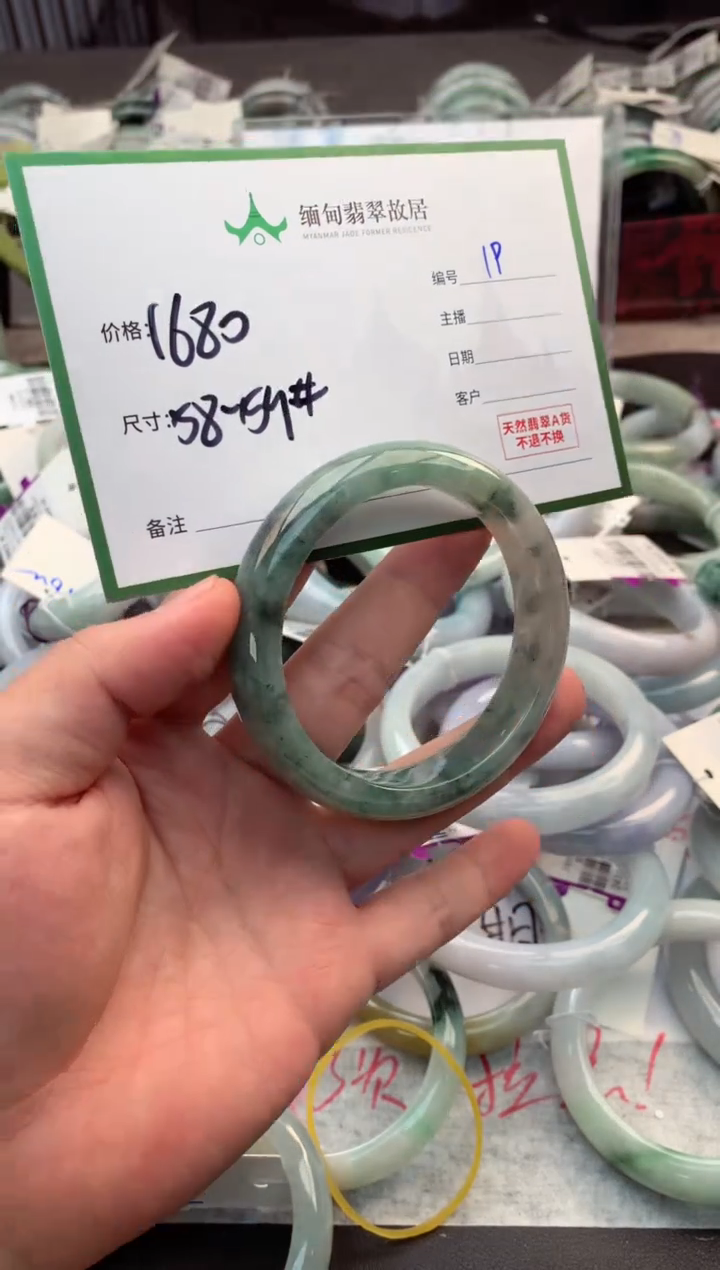 缅甸翡翠故居
MYANMAR JADE FORMER RESIDENCE
编号 1P
价格: 1680
主播
日期
尺寸: 58-59#
客户
天然翡翠A货
不退不换
备注